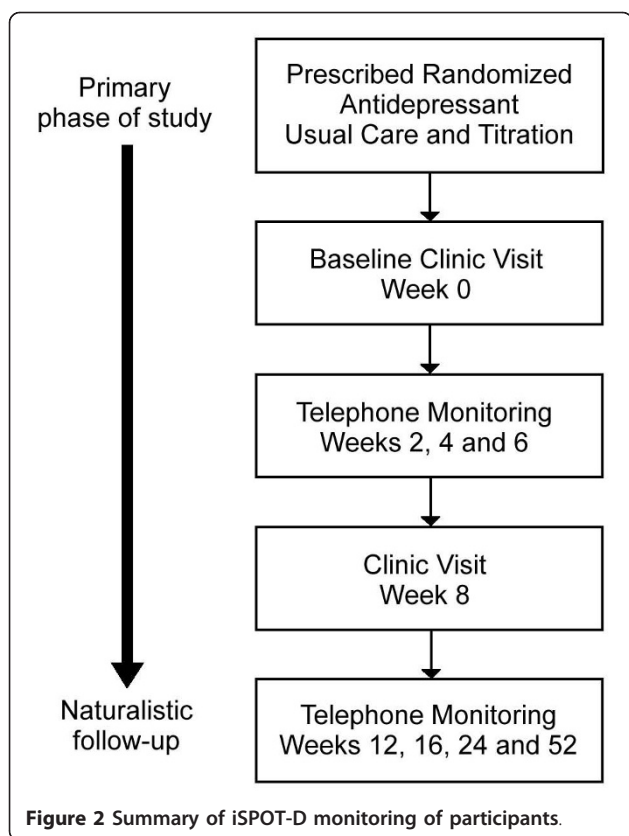 Primary
phase of study
Prescribed Randomized
Antidepressant
Usual Care and Titration
Baseline Clinic Visit
Week 0
Telephone Monitoring
Weeks 2, 4 and 6
Clinic Visit
Week 8
Naturalistic
follow-up
Telephone Monitoring
Weeks 12, 16, 24 and 52
Figure 2 Summary of iSPOT-D monitoring of participants.